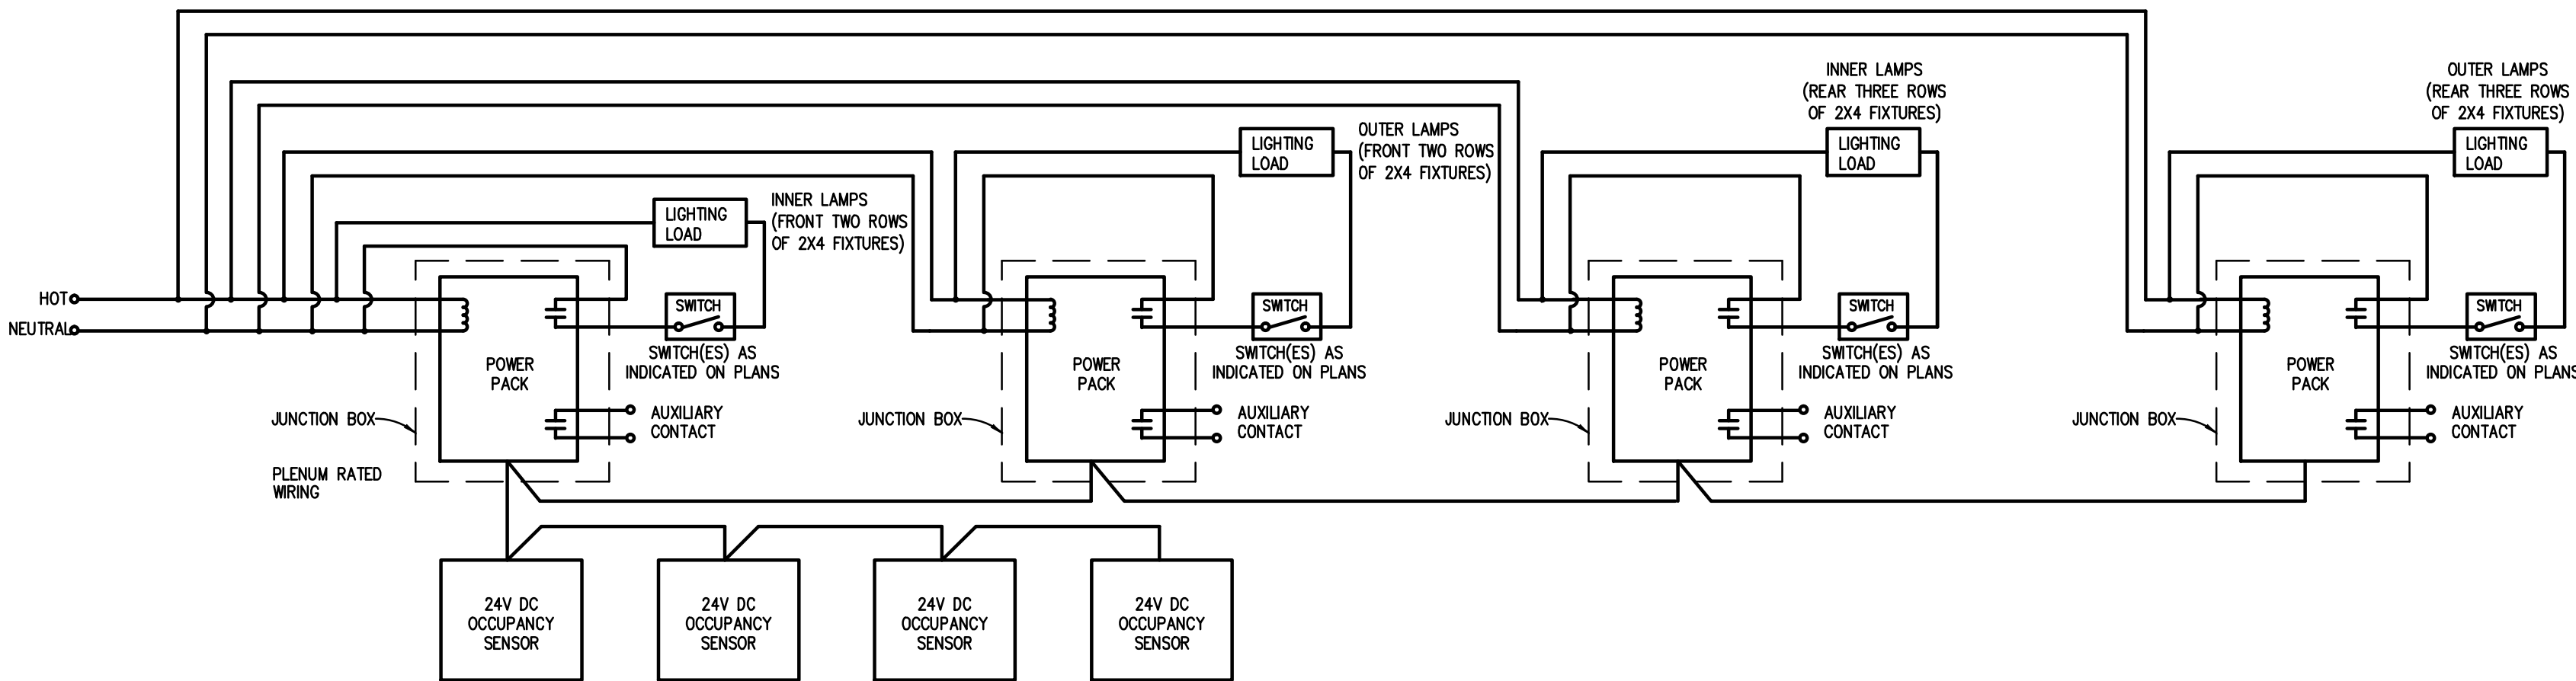 INNER LAMPS
(REAR THREE ROWS
OF 2X4 FIXTURES)
OUTER LAMPS
(REAR THREE ROWS
OF 2X4 FIXTURES)
OUTER LAMPS
(FRONT TWO ROWS
OF 2X4 FIXTURES)
LIGHTING
LOAD
LIGHTING
LOAD
LIGHTING
LOAD
INNER LAMPS
(FRONT TWO ROWS
OF 2X4 FIXTURES)
LIGHTING
LOAD
HOT
NEUTRAL
SWITCH
SWITCH(ES) AS
INDICATED ON PLANS
POWER
PACK
JUNCTION BOX
AUXILIARY
CONTACT
PLENUM RATED
WIRING
SWITCH
SWITCH(ES) AS
INDICATED ON PLANS
POWER
PACK
JUNCTION BOX
AUXILIARY
CONTACT
SWITCH
SWITCH(ES) AS
INDICATED ON PLANS
POWER
PACK
JUNCTION BOX
AUXILIARY
CONTACT
SWITCH
SWITCH(ES) AS
INDICATED ON PLANS
POWER
PACK
JUNCTION BOX
AUXILIARY
CONTACT
24V DC
OCCUPANCY
SENSOR
24V DC
OCCUPANCY
SENSOR
24V DC
OCCUPANCY
SENSOR
24V DC
OCCUPANCY
SENSOR